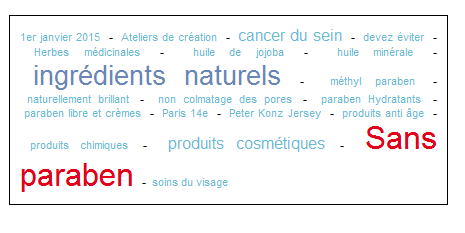 1er janvier 2015 - Ateliers de création - cancer du sein - devez éviter -
Herbes médicinales - huile de jojoba - huile minérale -
ingrédients naturels - méthyl paraben -
naturellement brillant - non colmatage des pores - paraben Hydratants -
paraben libre et crèmes - Paris 14e - Peter Konz Jersey - produits anti âge -
produits chimiques - produits cosmétiques - Sans
paraben - soins du visage